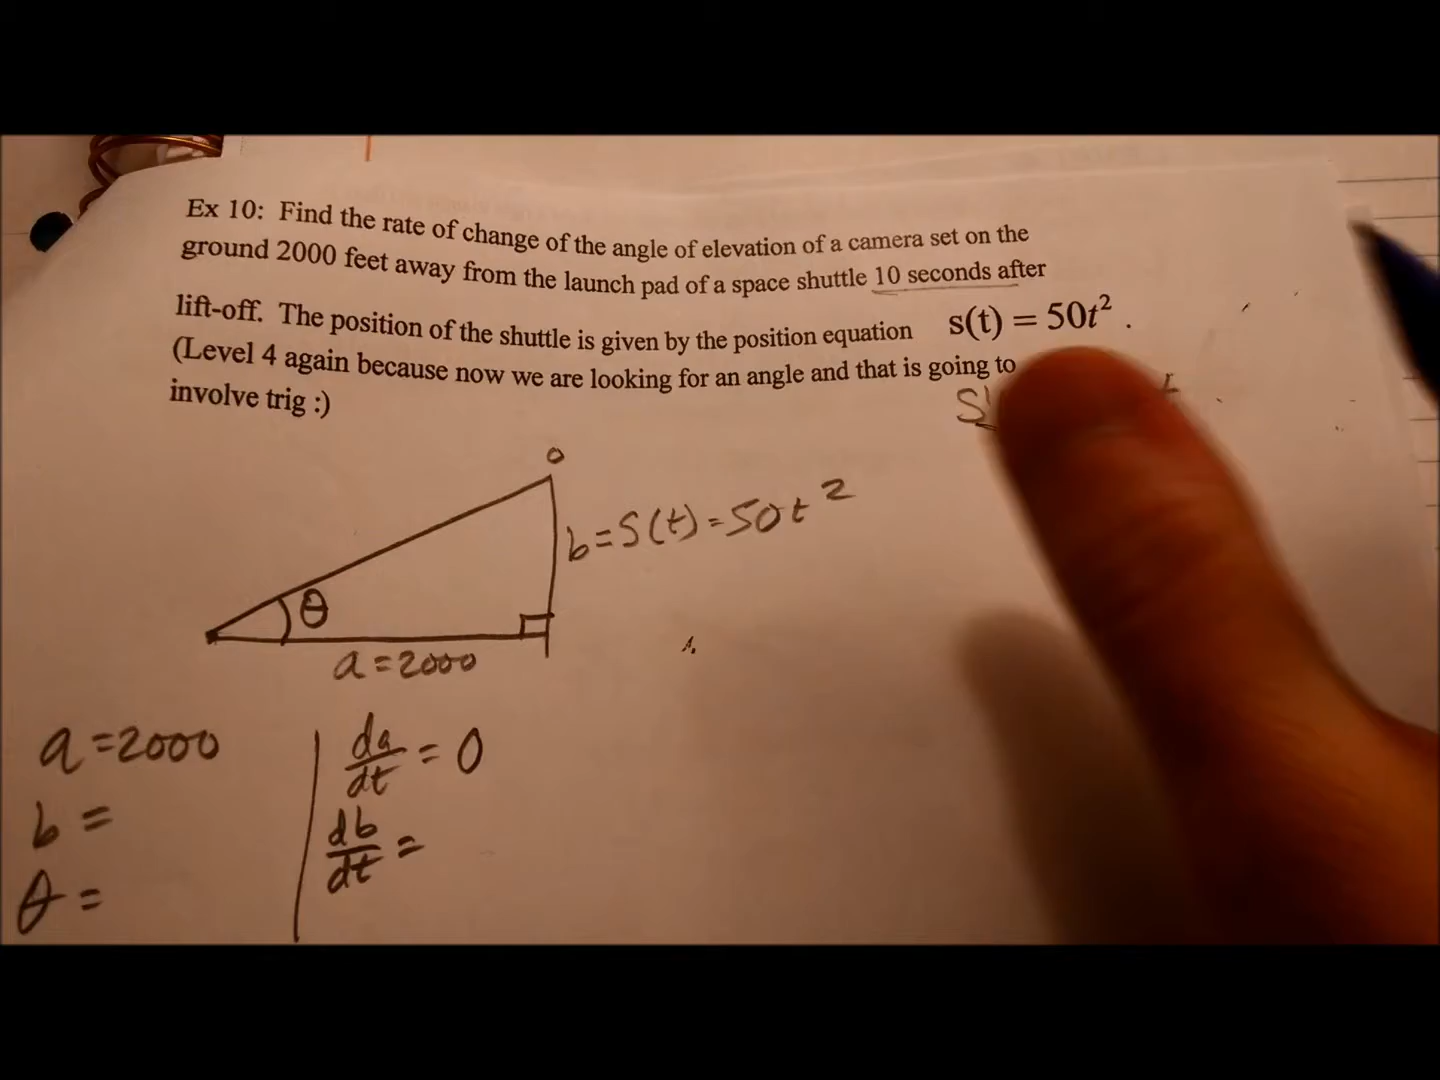 Ex 10: Find the rate of change of the angle of elevation of a camera set on the
ground 2000 feet away from the launch pad of a space shuttle 10 seconds after
lift-off. The position of the shuttle is given by the position equation s(t) = 50t².
(Level 4 again because now we are looking for an angle and that is going to
involve trig :)
b = S(t) = 50t²
θ
a = 2000
a = 2000
da/dt = 0
b =
db/dt =
θ =